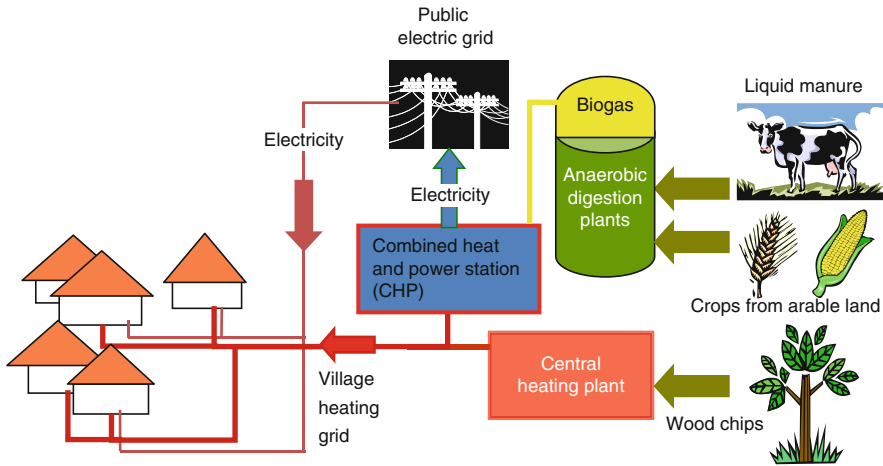 Public
electric grid
Liquid manure
Biogas
Electricity
Anaerobic
digestion
plants
Electricity
Combined heat
and power station
(CHP)
Crops from arable land
Central
heating plant
Village
heating
grid
Wood chips